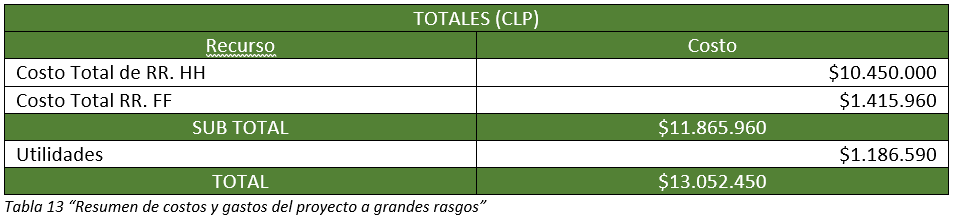 TOTALES (CLP)
Recurso Costo
Costo Total de RR. HH $10.450.000
Costo Total RR. FF $1.415.960
SUB TOTAL $11.865.960
Utilidades $1.186.590
TOTAL $13.052.450
Tabla 13 “Resumen de costos y gastos del proyecto a grandes rasgos”